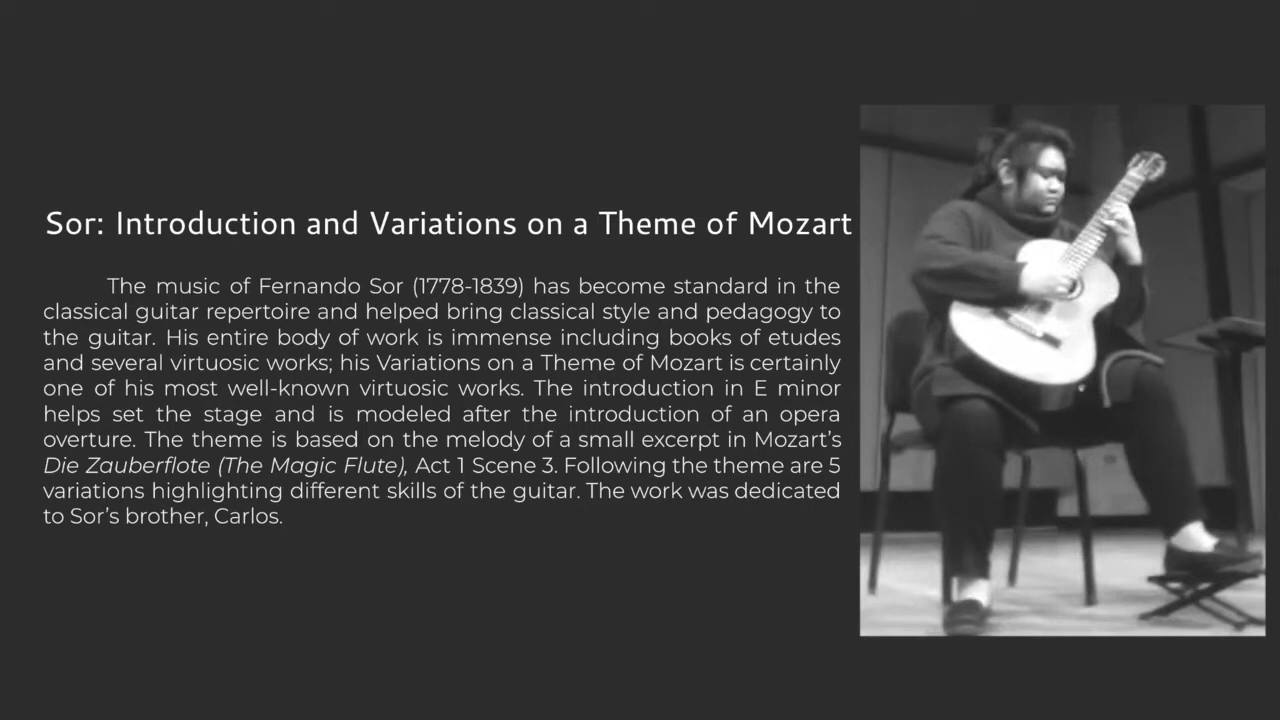 Sor: Introduction and Variations on a Theme of Mozart
The music of Fernando Sor (1778-1839) has become standard in the
classical guitar repertoire and helped bring classical style and pedagogy to
the guitar. His entire body of work is immense including books of etudes
and several virtuosic works; his Variations on a Theme of Mozart is certainly
one of his most well-known virtuosic works. The introduction in E minor
helps set the stage and is modeled after the introduction of an opera
overture. The theme is based on the melody of a small excerpt in Mozart's
Die Zauberflote (The Magic Flute), Act 1 Scene 3. Following the theme are 5
variations highlighting different skills of the guitar. The work was dedicated
to Sor's brother, Carlos.